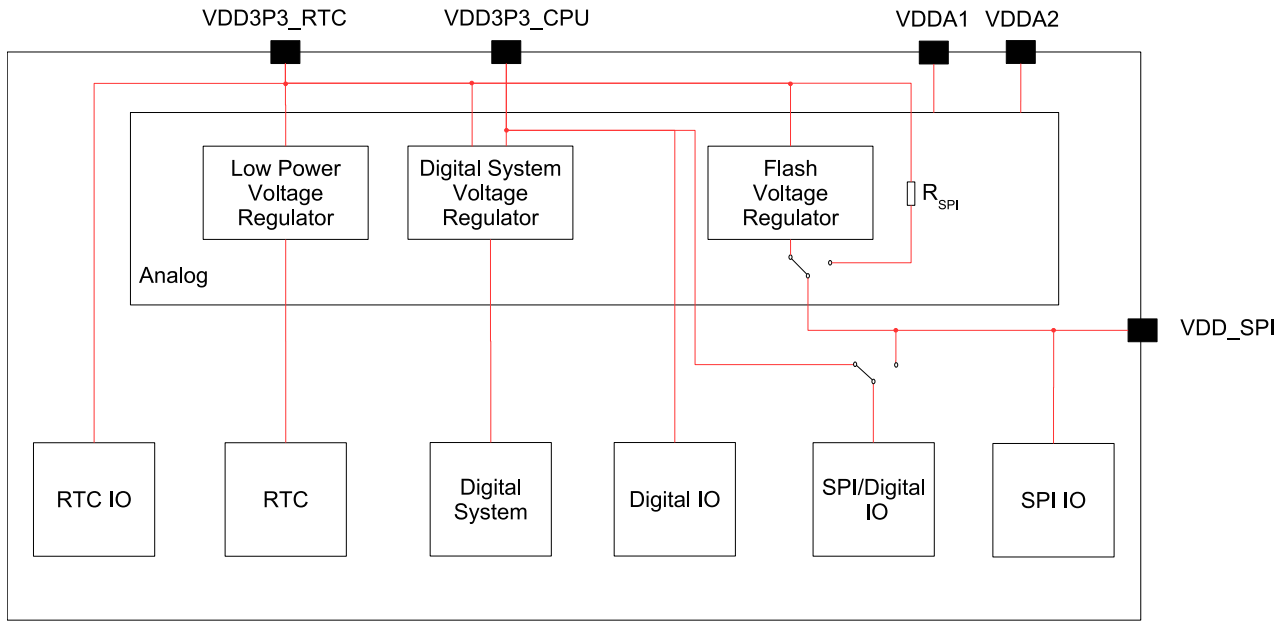 VDD3P3_RTC
VDD3P3_CPU
VDDA1
VDDA2
Low Power
Voltage
Regulator
Digital System
Voltage
Regulator
Flash
Voltage
Regulator
RSPI
Analog
VDD_SPI
RTC IO
RTC
Digital
System
Digital IO
SPI/Digital
IO
SPI IO